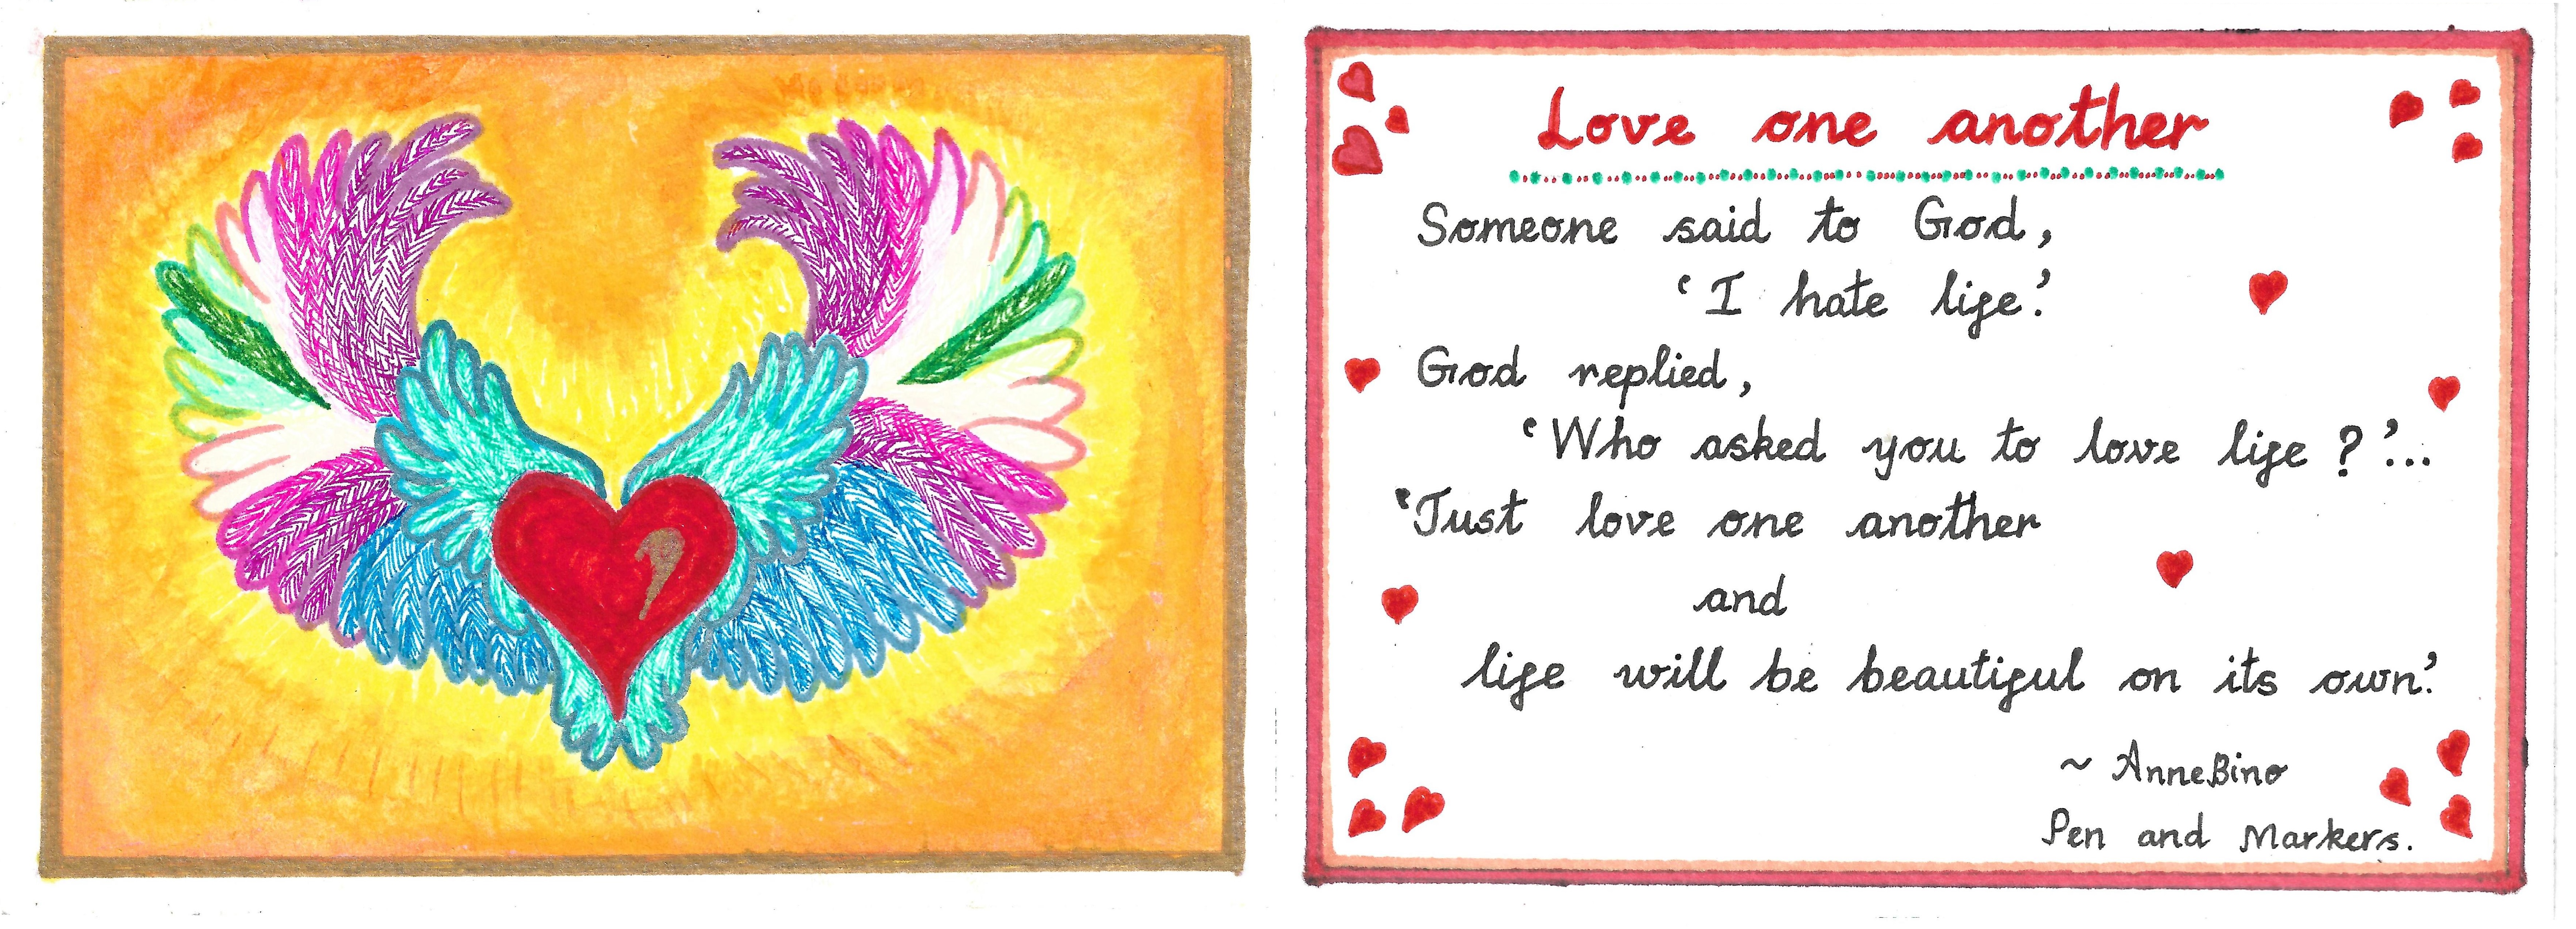 Love one another
Someone said to God,
'I hate life.'
God replied,
'Who asked you to love life ?'...
'Just love one another
and
life will be beautiful on its own.'
~ AnneBino
Pen and Markers.